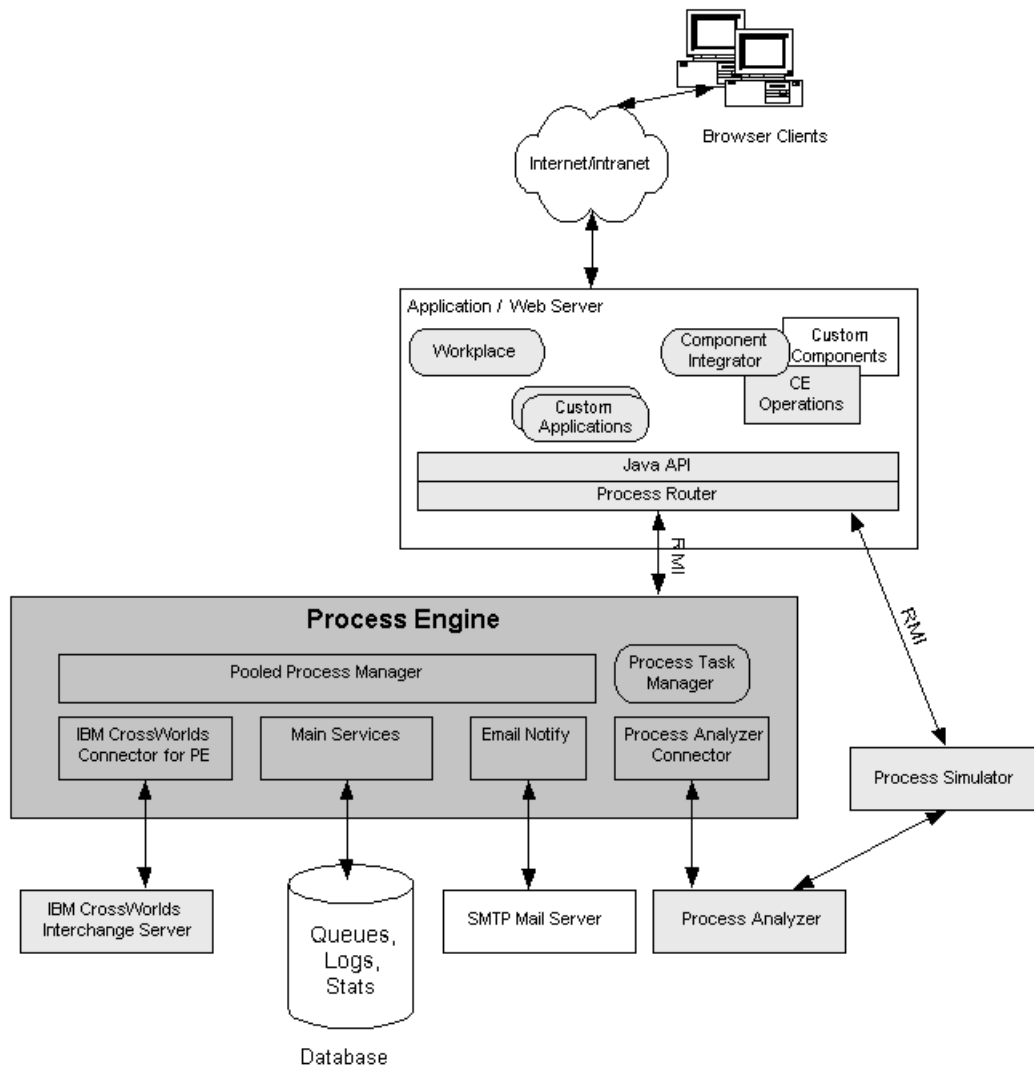 Browser Clients
Internet/intranet
Application / Web Server
Workplace
Component
Integrator
Custom
Components
CE
Operations
Custom
Applications
Java API
Process Router
RMI
RMI
Process Engine
Pooled Process Manager
Process Task
Manager
IBM CrossWorlds
Connector for PE
Main Services
Email Notify
Process Analyzer
Connector
Process Simulator
IBM CrossWorlds
Interchange Server
Queues,
Logs,
Stats
SMTP Mail Server
Process Analyzer
Database